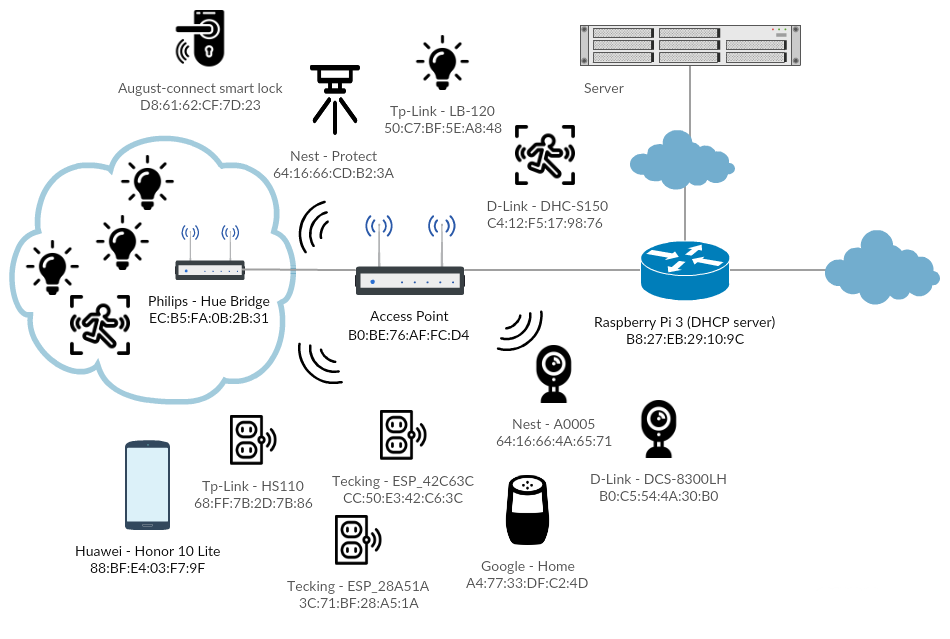 August-connect smart lock
D8:61:62:CF:7D:23
Tp-Link - LB-120
50:C7:BF:5E:A8:48
Server
Nest - Protect
64:16:66:CD:B2:3A
D-Link - DHC-S150
C4:12:F5:17:98:76
Philips - Hue Bridge
EC:B5:FA:0B:2B:31
Access Point
B0:BE:76:AF:FC:D4
Raspberry Pi 3 (DHCP server)
B8:27:EB:29:10:9C
Nest - A0005
64:16:66:4A:65:71
D-Link - DCS-8300LH
B0:C5:54:4A:30:B0
Tp-Link - HS110
68:FF:7B:2D:7B:86
Tecking - ESP_42C63C
CC:50:E3:42:C6:3C
Huawei - Honor 10 Lite
88:BF:E4:03:F7:9F
Tecking - ESP_28A51A
3C:71:BF:28:A5:1A
Google - Home
A4:77:33:DF:C2:4D